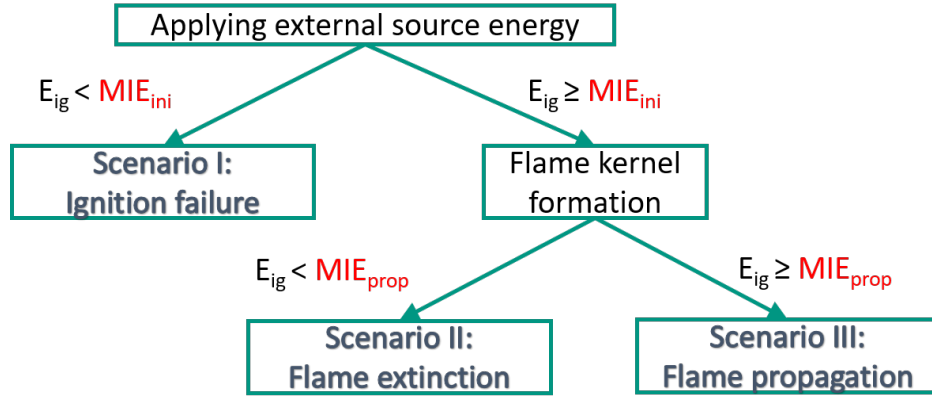 Applying external source energy
E_ig < MIE_ini
E_ig ≥ MIE_ini
Scenario I:
Ignition failure
Flame kernel
formation
E_ig < MIE_prop
E_ig ≥ MIE_prop
Scenario II:
Flame extinction
Scenario III:
Flame propagation